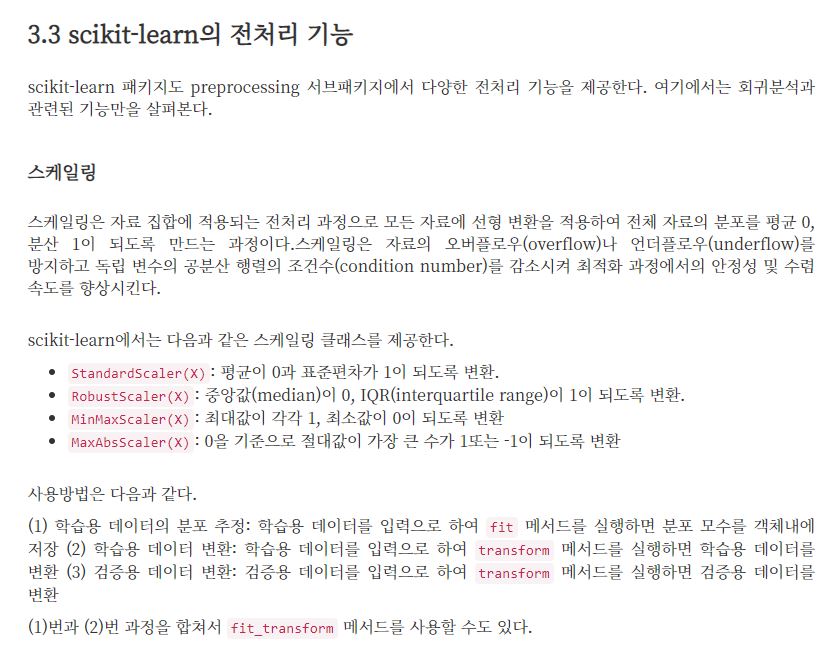 3.3 scikit-learn의 전처리 기능
scikit-learn 패키지도 preprocessing 서브패키지에서 다양한 전처리 기능을 제공한다. 여기에서는 회귀분석과
관련된 기능만을 살펴본다.
스케일링
스케일링은 자료 집합에 적용되는 전처리 과정으로 모든 자료에 선형 변환을 적용하여 전체 자료의 분포를 평균 0,
분산 1이 되도록 만드는 과정이다.스케일링은 자료의 오버플로우(overflow)나 언더플로우(underflow)를
방지하고 독립 변수의 공분산 행렬의 조건수(condition number)를 감소시켜 최적화 과정에서의 안정성 및 수렴
속도를 향상시킨다.
scikit-learn에서는 다음과 같은 스케일링 클래스를 제공한다.
• StandardScaler(X) : 평균이 0과 표준편차가 1이 되도록 변환.
• RobustScaler(X) : 중앙값(median)이 0, IQR(interquartile range)이 1이 되도록 변환.
• MinMaxScaler(X) : 최대값이 각각 1, 최소값이 0이 되도록 변환
• MaxAbsScaler(X) : 0을 기준으로 절대값이 가장 큰 수가 1또는 -1이 되도록 변환
사용방법은 다음과 같다.
(1) 학습용 데이터의 분포 추정: 학습용 데이터를 입력으로 하여 fit 메서드를 실행하면 분포 모수를 객체내에
저장 (2) 학습용 데이터 변환: 학습용 데이터를 입력으로 하여 transform 메서드를 실행하면 학습용 데이터를
변환 (3) 검증용 데이터 변환: 검증용 데이터를 입력으로 하여 transform 메서드를 실행하면 검증용 데이터를
변환
(1)번과 (2)번 과정을 합쳐서 fit_transform 메서드를 사용할 수도 있다.